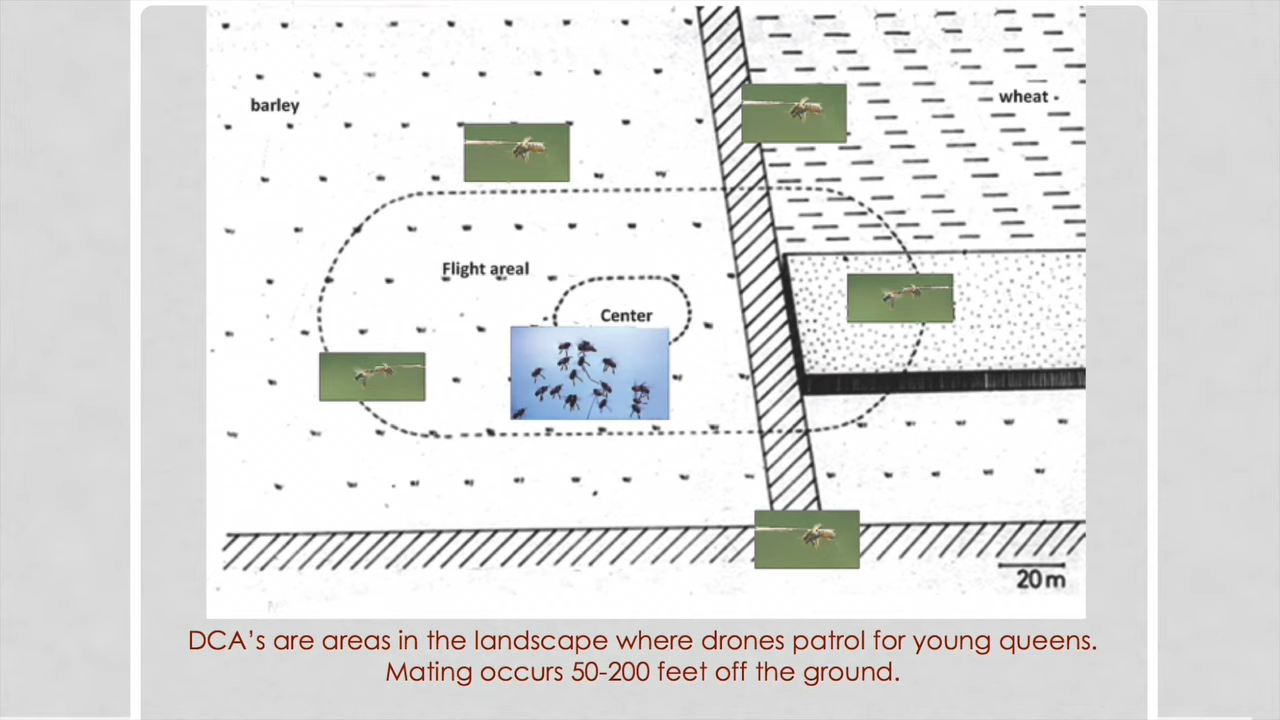 barley
wheat
Flight areal
Center
20 m
DCA's are areas in the landscape where drones patrol for young queens.
Mating occurs 50-200 feet off the ground.